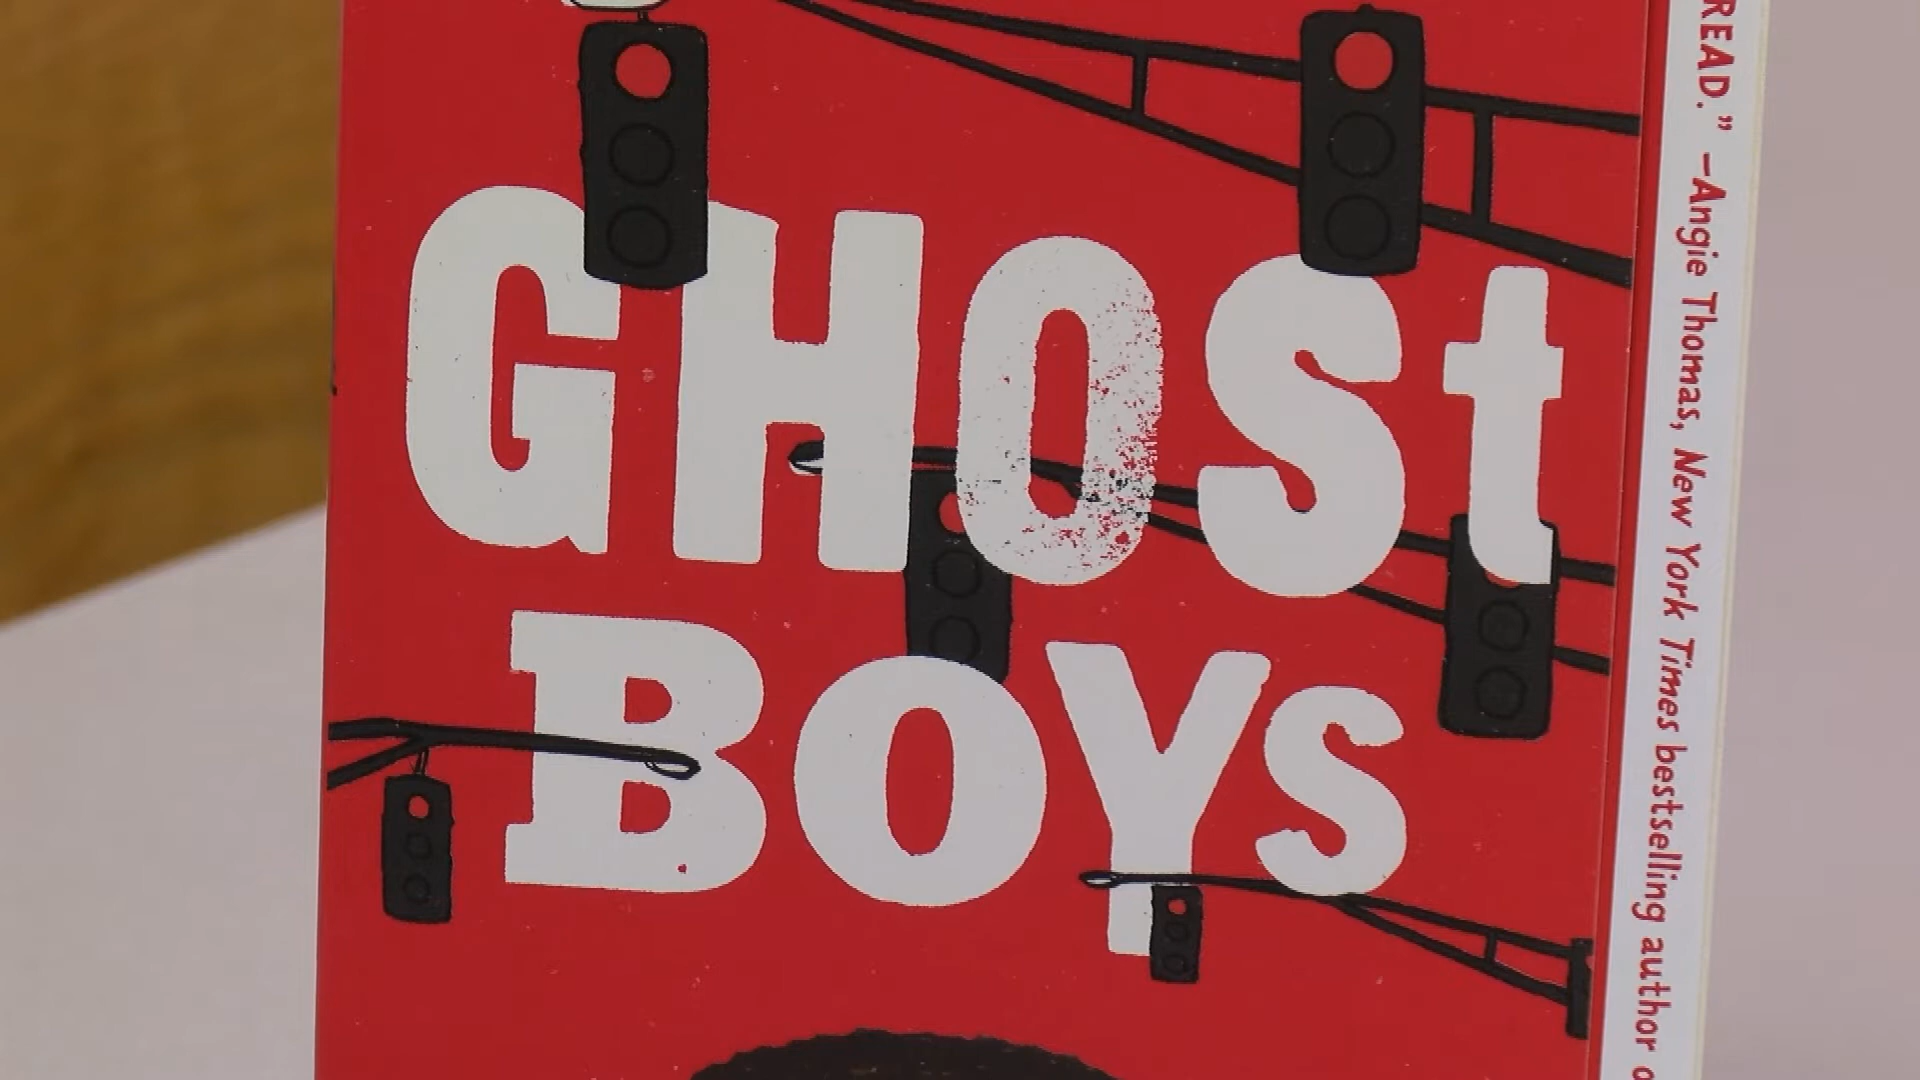 GHOSt
BOYs
READ." –Angie Thomas, New York Times bestselling author